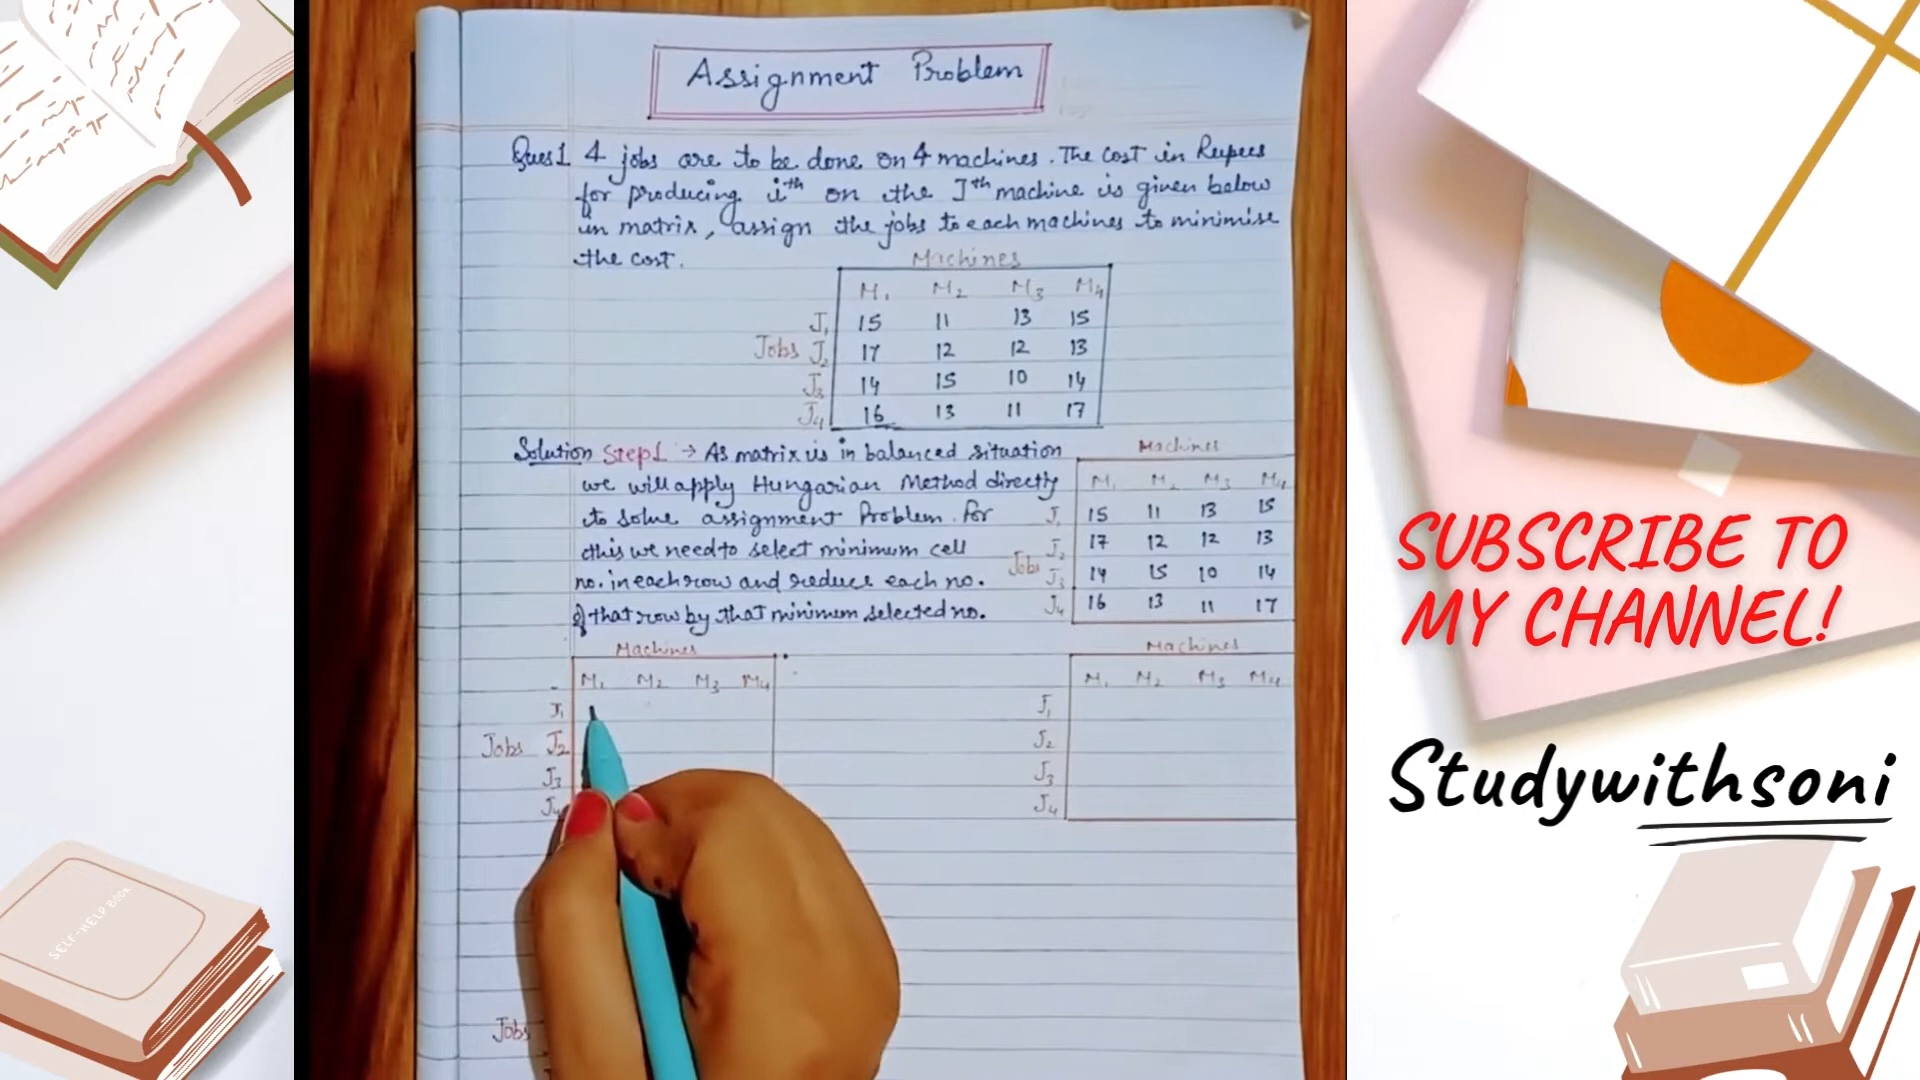 Assignment Problem
Ques 1 4 jobs are to be done on 4 machines. The cost in Rupees
for producing ith on the Jth machine is given below
in matrix, assign the jobs to each machines to minimise
the cost.
Machines
M1 M2 M3 M4
J1 15 11 13 15
Jobs J2 17 12 12 13
J3 14 15 10 14
J4 16 13 11 17
Solution Step 1 → As matrix is in balanced situation
we will apply Hungarian Method directly
to solve assignment Problem. for
this we need to select minimum cell
no. in each row and reduce each no.
of that row by that minimum selected no.
Machines
M1 M2 M3 M4
J1 15 11 13 15
J2 17 12 12 13
Jobs J3 14 15 10 14
J4 16 13 11 17
Machines
M1 M2 M3 M4
J1
Jobs J2
J3
J4
Machines
M1 M2 M3 M4
J1
J2
J3
J4
Jobs
SUBSCRIBE TO
MY CHANNEL!
Studywithsoni
SELF-HELP BOOK